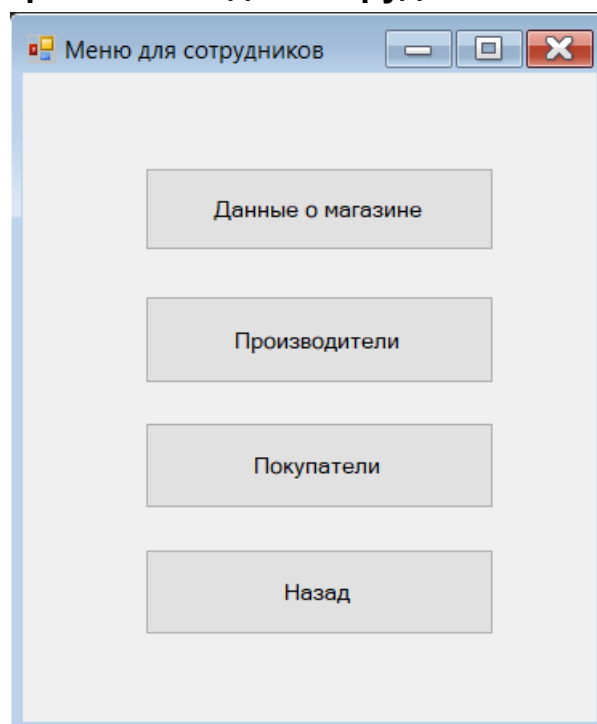 Меню для сотрудников
Данные о магазине
Производители
Покупатели
Назад